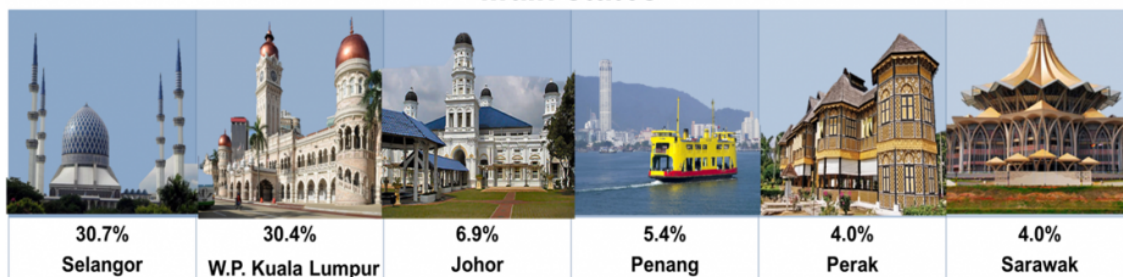 30.7%
Selangor
30.4%
W.P. Kuala Lumpur
6.9%
Johor
5.4%
Penang
4.0%
Perak
4.0%
Sarawak